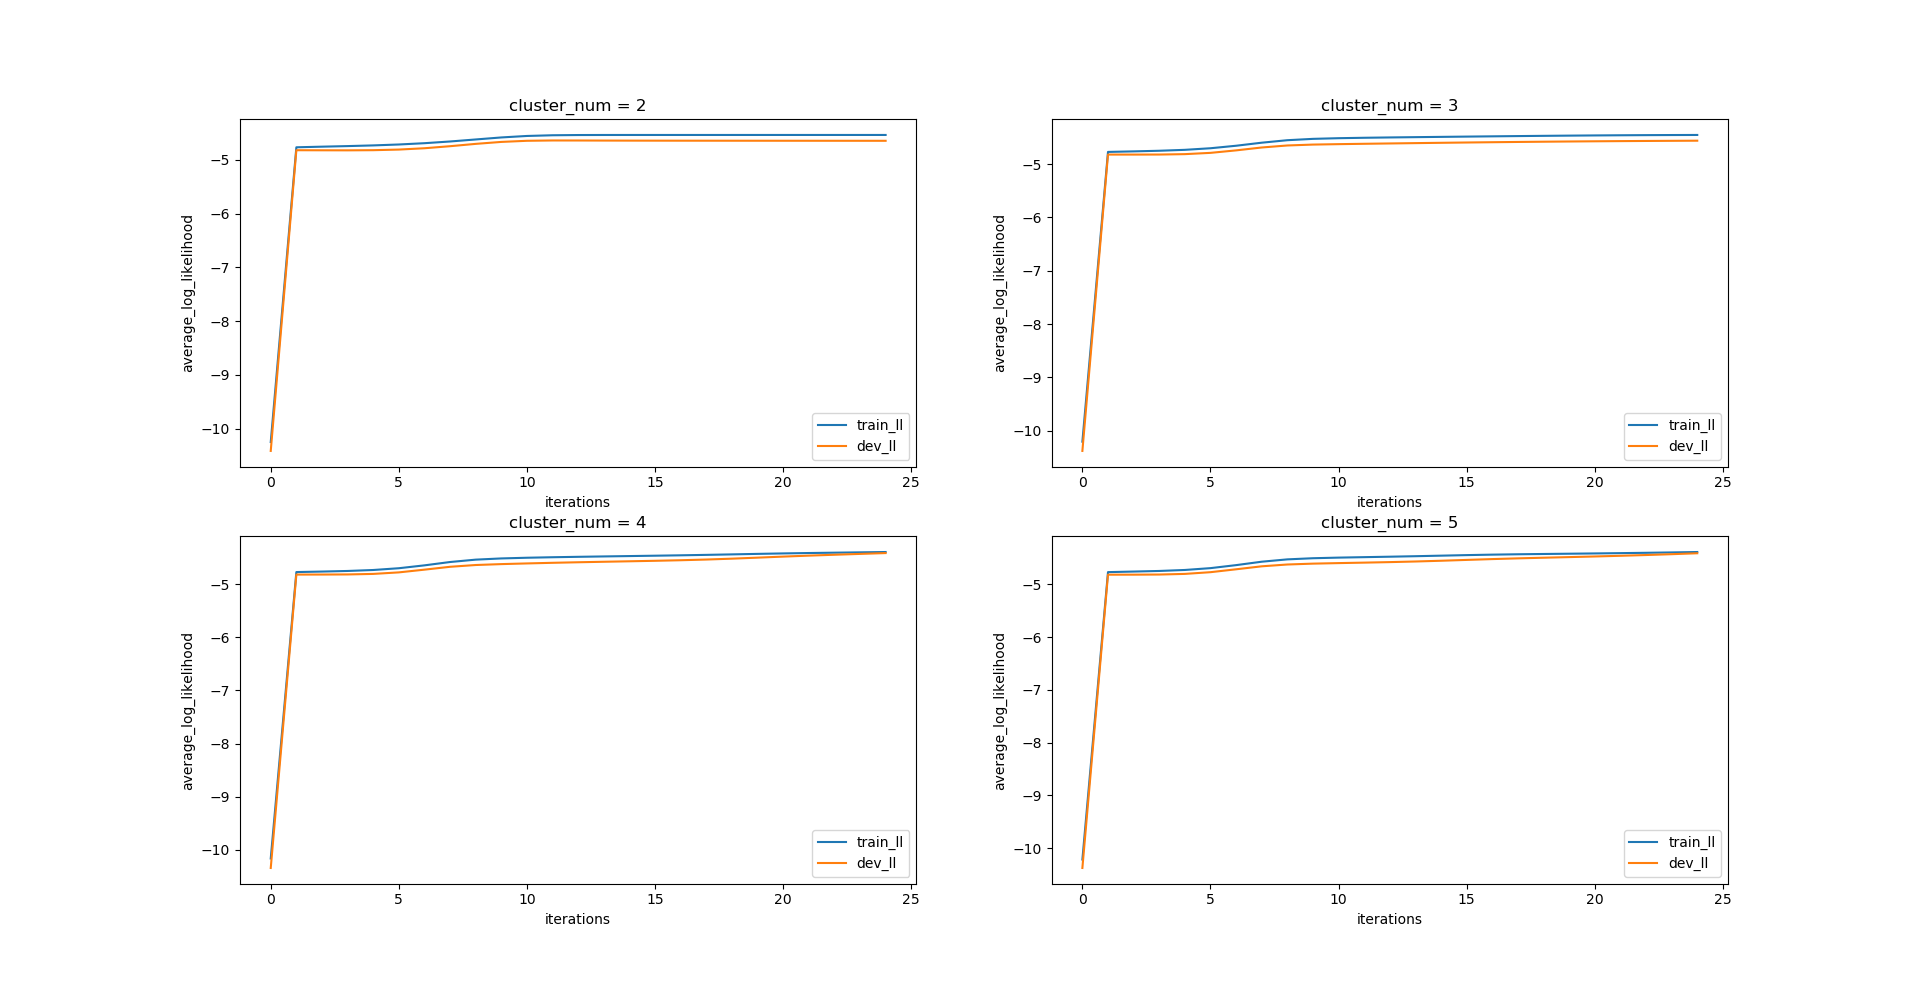 cluster_num = 2
average_log_likelihood
−5
−6
−7
−8
−9
−10
train_ll
dev_ll
0 5 10 15 20 25
iterations
cluster_num = 3
average_log_likelihood
−5
−6
−7
−8
−9
−10
train_ll
dev_ll
0 5 10 15 20 25
iterations
cluster_num = 4
average_log_likelihood
−5
−6
−7
−8
−9
−10
train_ll
dev_ll
0 5 10 15 20 25
iterations
cluster_num = 5
average_log_likelihood
−5
−6
−7
−8
−9
−10
train_ll
dev_ll
0 5 10 15 20 25
iterations